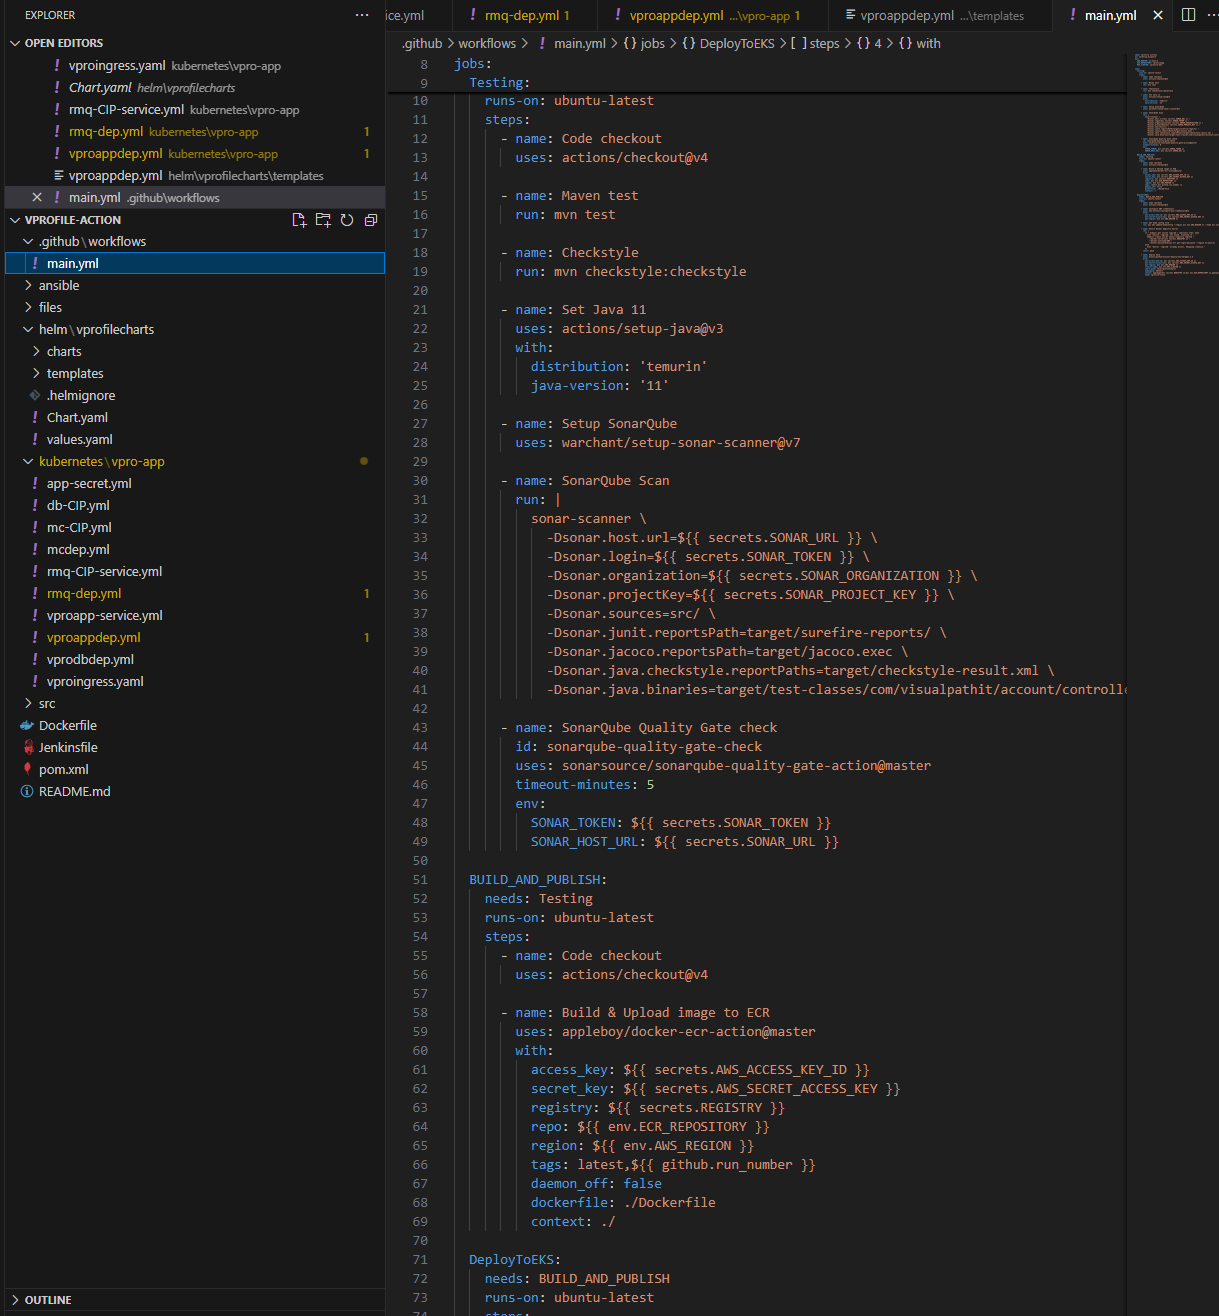 EXPLORER
OPEN EDITORS
vproingress.yaml kubernetes\vpro-app
Chart.yaml helm\vprofilecharts
rmq-CIP-service.yml kubernetes\vpro-app
rmq-dep.yml kubernetes\vpro-app 1
vproappdep.yml kubernetes\vpro-app 1
vproappdep.yml helm\vprofilecharts\templates
main.yml .github\workflows
VPROFILE-ACTION
.github\workflows
main.yml
ansible
files
helm\vprofilecharts
charts
templates
.helmignore
Chart.yaml
values.yaml
kubernetes\vpro-app
app-secret.yml
db-CIP.yml
mc-CIP.yml
mcdep.yml
rmq-CIP-service.yml
rmq-dep.yml 1
vproapp-service.yml
vproappdep.yml 1
vprodbdep.yml
vproingress.yaml
src
Dockerfile
Jenkinsfile
pom.xml
README.md
OUTLINE
ice.yml rmq-dep.yml 1 vproappdep.yml ...\vpro-app 1 vproappdep.yml ...\templates main.yml
.github > workflows > main.yml > {} jobs > {} DeployToEKS > [ ] steps > {} 4 > {} with
8 jobs:
9 Testing:
10 runs-on: ubuntu-latest
11 steps:
12 - name: Code checkout
13 uses: actions/checkout@v4
14
15 - name: Maven test
16 run: mvn test
17
18 - name: Checkstyle
19 run: mvn checkstyle:checkstyle
20
21 - name: Set Java 11
22 uses: actions/setup-java@v3
23 with:
24 distribution: 'temurin'
25 java-version: '11'
26
27 - name: Setup SonarQube
28 uses: warchant/setup-sonar-scanner@v7
29
30 - name: SonarQube Scan
31 run: |
32 sonar-scanner \
33 -Dsonar.host.url=${{ secrets.SONAR_URL }} \
34 -Dsonar.login=${{ secrets.SONAR_TOKEN }} \
35 -Dsonar.organization=${{ secrets.SONAR_ORGANIZATION }} \
36 -Dsonar.projectKey=${{ secrets.SONAR_PROJECT_KEY }} \
37 -Dsonar.sources=src/ \
38 -Dsonar.junit.reportsPath=target/surefire-reports/ \
39 -Dsonar.jacoco.reportsPath=target/jacoco.exec \
40 -Dsonar.java.checkstyle.reportPaths=target/checkstyle-result.xml \
41 -Dsonar.java.binaries=target/test-classes/com/visualpathit/account/controlle
42
43 - name: SonarQube Quality Gate check
44 id: sonarqube-quality-gate-check
45 uses: sonarsource/sonarqube-quality-gate-action@master
46 timeout-minutes: 5
47 env:
48 SONAR_TOKEN: ${{ secrets.SONAR_TOKEN }}
49 SONAR_HOST_URL: ${{ secrets.SONAR_URL }}
50
51 BUILD_AND_PUBLISH:
52 needs: Testing
53 runs-on: ubuntu-latest
54 steps:
55 - name: Code checkout
56 uses: actions/checkout@v4
57
58 - name: Build & Upload image to ECR
59 uses: appleboy/docker-ecr-action@master
60 with:
61 access_key: ${{ secrets.AWS_ACCESS_KEY_ID }}
62 secret_key: ${{ secrets.AWS_SECRET_ACCESS_KEY }}
63 registry: ${{ secrets.REGISTRY }}
64 repo: ${{ env.ECR_REPOSITORY }}
65 region: ${{ env.AWS_REGION }}
66 tags: latest,${{ github.run_number }}
67 daemon_off: false
68 dockerfile: ./Dockerfile
69 context: ./
70
71 DeployToEKS:
72 needs: BUILD_AND_PUBLISH
73 runs-on: ubuntu-latest
74 steps: